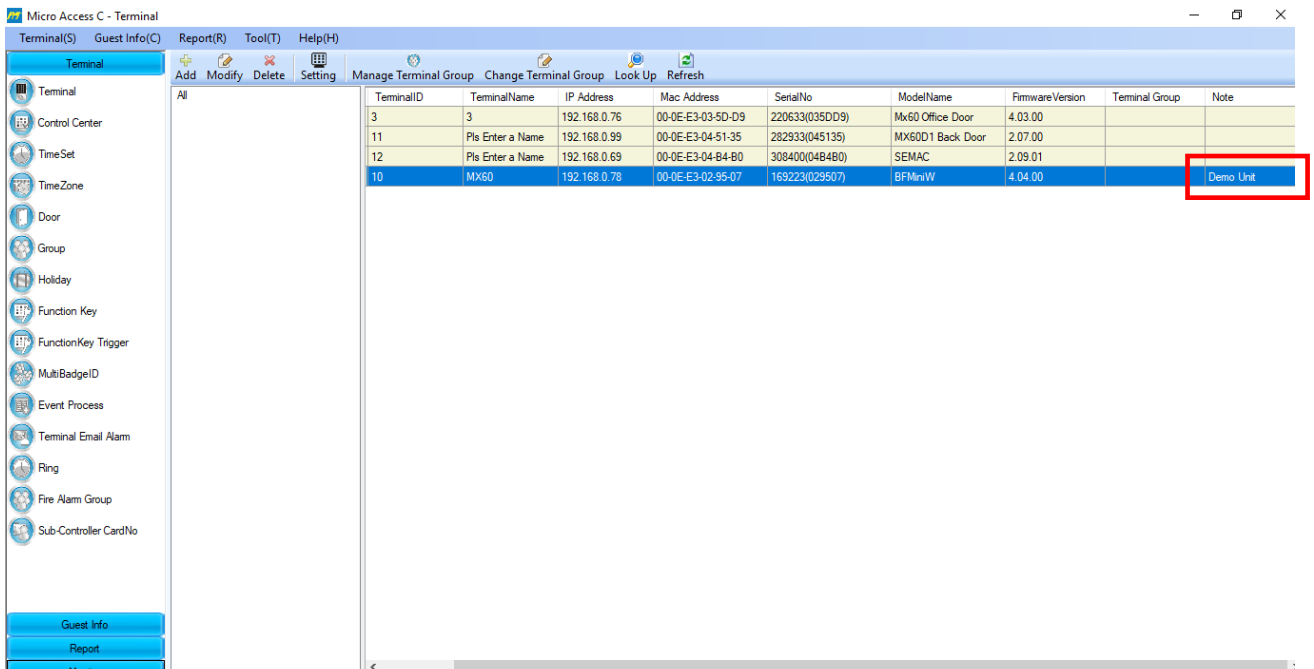 Micro Access C - Terminal
Terminal(S) Guest Info(C) Report(R) Tool(T) Help(H)
Terminal
Terminal
Control Center
TimeSet
TimeZone
Door
Group
Holiday
Function Key
FunctionKey Trigger
MultiBadgeID
Event Process
Terminal Email Alarm
Ring
Fire Alarm Group
Sub-Controller CardNo
Guest Info
Report
Add Modify Delete Setting Manage Terminal Group Change Terminal Group Look Up Refresh
All
TerminalID TerminalName IP Address Mac Address SerialNo ModelName FirmwareVersion Terminal Group Note
3 3 192.168.0.76 00-0E-E3-03-5D-D9 220633(035DD9) Mx60 Office Door 4.03.00
11 Pls Enter a Name 192.168.0.99 00-0E-E3-04-51-35 282933(045135) MX60D1 Back Door 2.07.00
12 Pls Enter a Name 192.168.0.69 00-0E-E3-04-B4-B0 308400(04B4B0) SEMAC 2.09.01
10 MX60 192.168.0.78 00-0E-E3-02-95-07 169223(029507) BFMiniW 4.04.00 Demo Unit